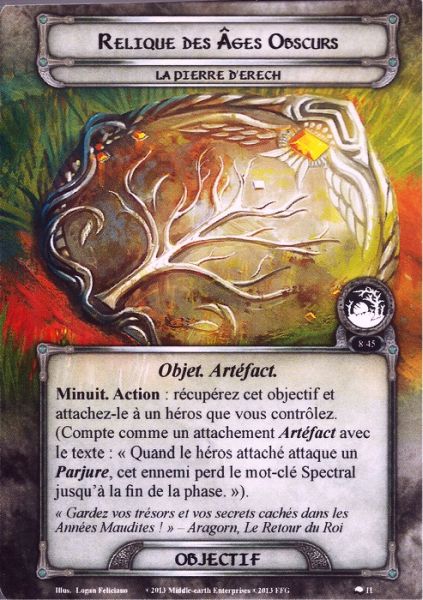 Relique des Âges Obscurs
La Pierre d'Erech
8/45
Objet. Artéfact.
Minuit. Action : récupérez cet objectif et
attachez-le à un héros que vous contrôlez.
(Compte comme un attachement Artéfact avec
le texte : « Quand le héros attaché attaque un
Parjure, cet ennemi perd le mot-clé Spectral
jusqu'à la fin de la phase. »).
« Gardez vos trésors et vos secrets cachés dans les
Années Maudites ! » – Aragorn, Le Retour du Roi
OBJECTIF
Illus. Logan Feliciano
2013 Middle-earth Enterprises
2013 FFG
11